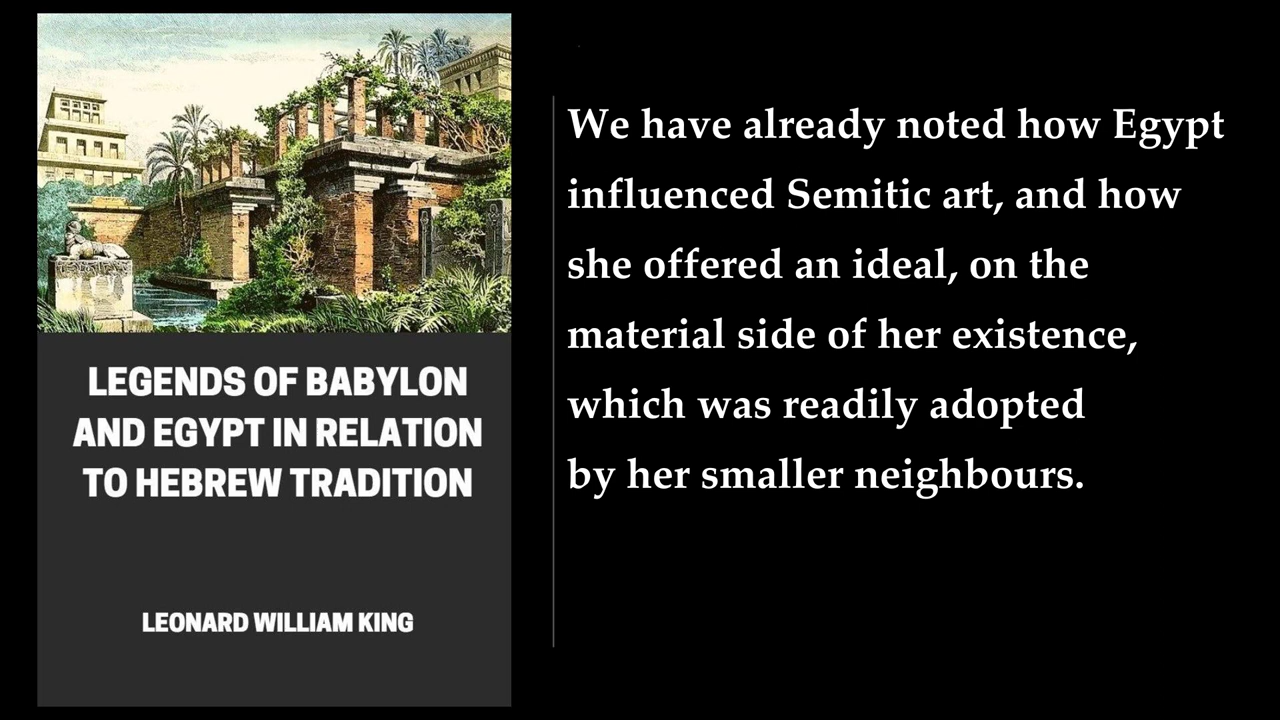 LEGENDS OF BABYLON
AND EGYPT IN RELATION
TO HEBREW TRADITION
LEONARD WILLIAM KING
We have already noted how Egypt
influenced Semitic art, and how
she offered an ideal, on the
material side of her existence,
which was readily adopted
by her smaller neighbours.